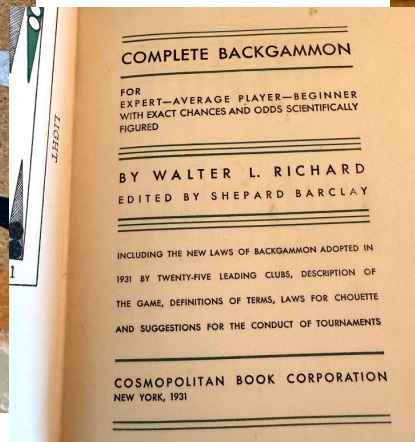 COMPLETE BACKGAMMON
FOR
EXPERT—AVERAGE PLAYER—BEGINNER
WITH EXACT CHANCES AND ODDS SCIENTIFICALLY
FIGURED
BY WALTER L. RICHARD
EDITED BY SHEPARD BARCLAY
INCLUDING THE NEW LAWS OF BACKGAMMON ADOPTED IN
1931 BY TWENTY-FIVE LEADING CLUBS, DESCRIPTION OF
THE GAME, DEFINITIONS OF TERMS, LAWS FOR CHOUETTE
AND SUGGESTIONS FOR THE CONDUCT OF TOURNAMENTS
COSMOPOLITAN BOOK CORPORATION
NEW YORK, 1931
LIGHT
1